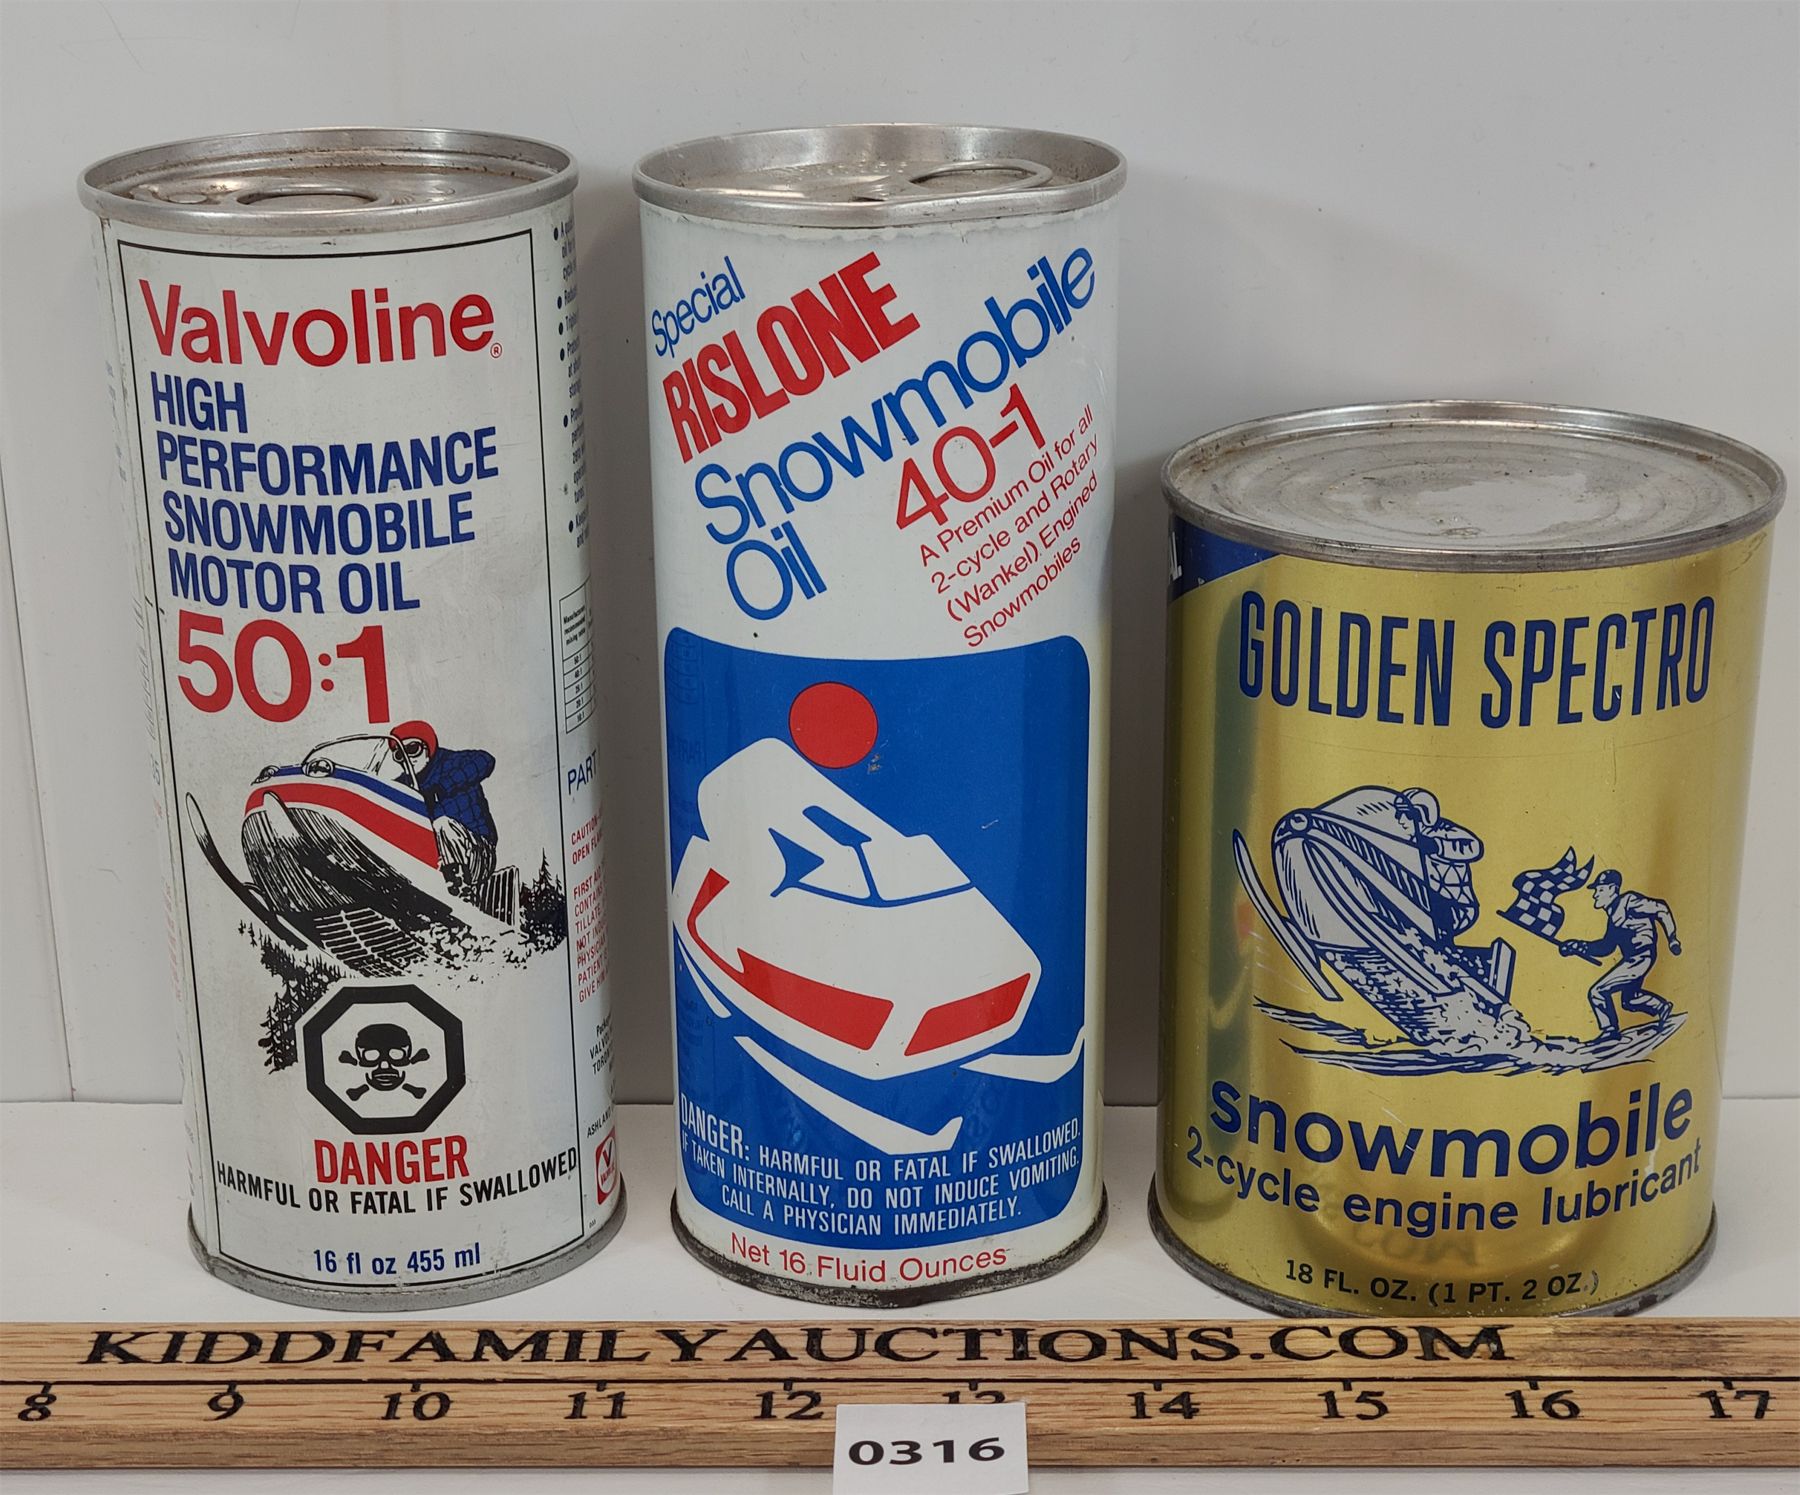 Valvoline®
HIGH
PERFORMANCE
SNOWMOBILE
MOTOR OIL
50:1
DANGER
HARMFUL OR FATAL IF SWALLOWED
16 fl oz 455 ml
PART
CAUTION
Special
RISLONE
Snowmobile
Oil
40-1
A Premium Oil for all
2-cycle and Rotary
(Wankel) Engined
Snowmobiles
DANGER: HARMFUL OR FATAL IF SWALLOWED.
IF TAKEN INTERNALLY, DO NOT INDUCE VOMITING.
CALL A PHYSICIAN IMMEDIATELY.
Net 16 Fluid Ounces
GOLDEN SPECTRO
snowmobile
2-cycle engine lubricant
18 FL. OZ. (1 PT. 2 OZ.)
KIDDFAMILYAUCTIONS.COM
8 9 10 11 12 13 14 15 16 17
0316